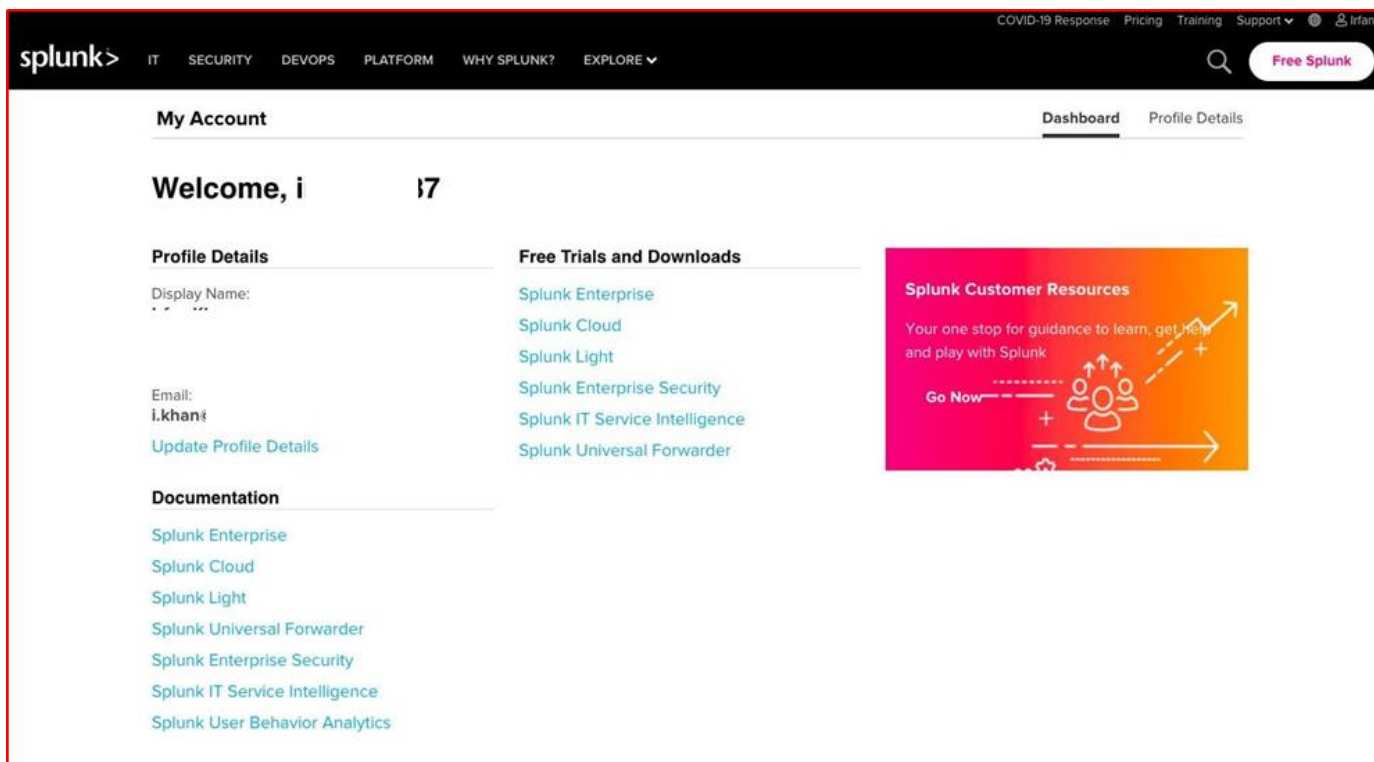 COVID-19 Response Pricing Training Support Irfan
splunk> IT SECURITY DEVOPS PLATFORM WHY SPLUNK? EXPLORE Free Splunk
My Account Dashboard Profile Details
Welcome, i 37
Profile Details
Display Name:
Email:
i.khan
Update Profile Details
Documentation
Splunk Enterprise
Splunk Cloud
Splunk Light
Splunk Universal Forwarder
Splunk Enterprise Security
Splunk IT Service Intelligence
Splunk User Behavior Analytics
Free Trials and Downloads
Splunk Enterprise
Splunk Cloud
Splunk Light
Splunk Enterprise Security
Splunk IT Service Intelligence
Splunk Universal Forwarder
Splunk Customer Resources
Your one stop for guidance to learn, get help
and play with Splunk
Go Now